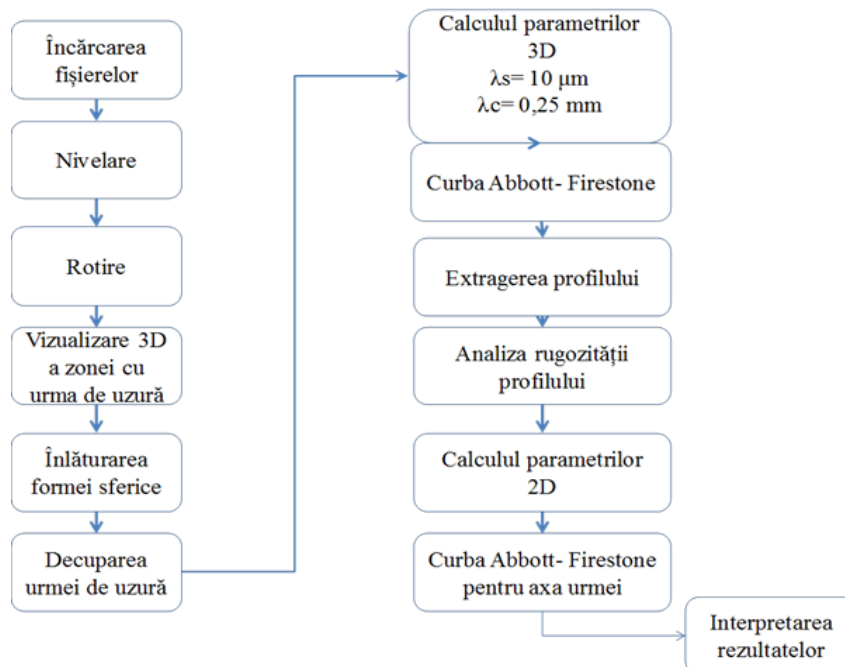 Încărcarea
fișierelor
Nivelare
Rotire
Vizualizare 3D
a zonei cu
urma de uzură
Înlăturarea
formei sferice
Decuparea
urmei de uzură
Calculul parametrilor
3D
λs= 10 μm
λc= 0,25 mm
Curba Abbott- Firestone
Extragerea profilului
Analiza rugozității
profilului
Calculul parametrilor
2D
Curba Abbott- Firestone
pentru axa urmei
Interpretarea
rezultatelor